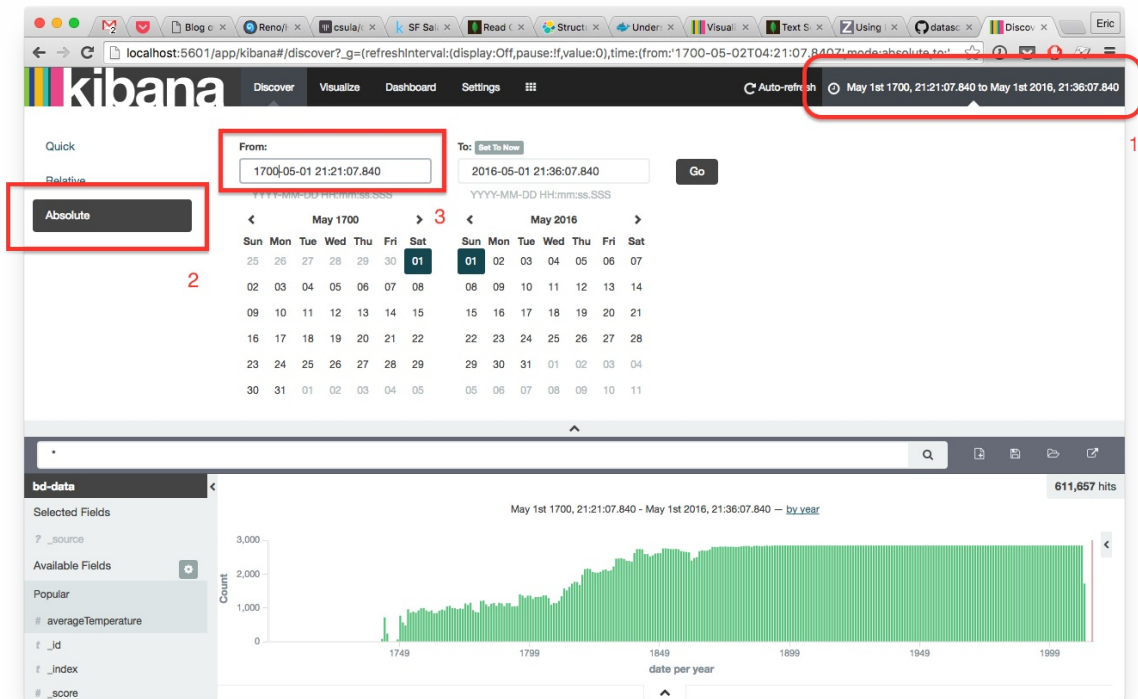 Blog o
Reno/H
csula/c
SF Sala
Read C
Structu
Unders
Visuali
Text S
Using I
datasc
Discov
Eric
localhost:5601/app/kibana#/discover?_g=(refreshInterval:(display:Off,pause:!f,value:0),time:(from:'1700-05-02T04:21:07.840Z',mode:absolute,to:'
kibana
Discover Visualize Dashboard Settings
Auto-refresh May 1st 1700, 21:21:07.840 to May 1st 2016, 21:36:07.840
1
Quick
Relative
Absolute
2
From:
1700-05-01 21:21:07.840
YYYY-MM-DD HH:mm:ss.SSS
3
May 1700
Sun Mon Tue Wed Thu Fri Sat
25 26 27 28 29 30 01
02 03 04 05 06 07 08
09 10 11 12 13 14 15
16 17 18 19 20 21 22
23 24 25 26 27 28 29
30 31 01 02 03 04 05
To: Set To Now
2016-05-01 21:36:07.840
YYYY-MM-DD HH:mm:ss.SSS
May 2016
Sun Mon Tue Wed Thu Fri Sat
01 02 03 04 05 06 07
08 09 10 11 12 13 14
15 16 17 18 19 20 21
22 23 24 25 26 27 28
29 30 31 01 02 03 04
05 06 07 08 09 10 11
Go
*
bd-data
611,657 hits
Selected Fields
? _source
Available Fields
Popular
# averageTemperature
t _id
t _index
# _score
May 1st 1700, 21:21:07.840 - May 1st 2016, 21:36:07.840 — by year
Count
3,000
2,000
1,000
0
1749 1799 1849 1899 1949 1999
date per year